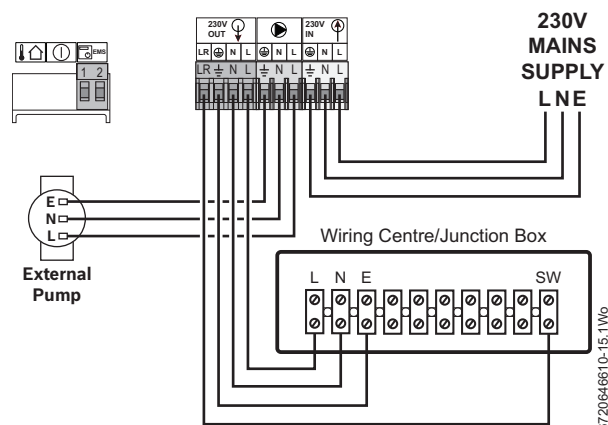 230V OUT
230V IN
LR N L N L N L
LR N L N L N L
EMS
1 2
230V
MAINS
SUPPLY
L N E
E
N
L
External
Pump
Wiring Centre/Junction Box
L N E SW
6720646610-15.1Wo